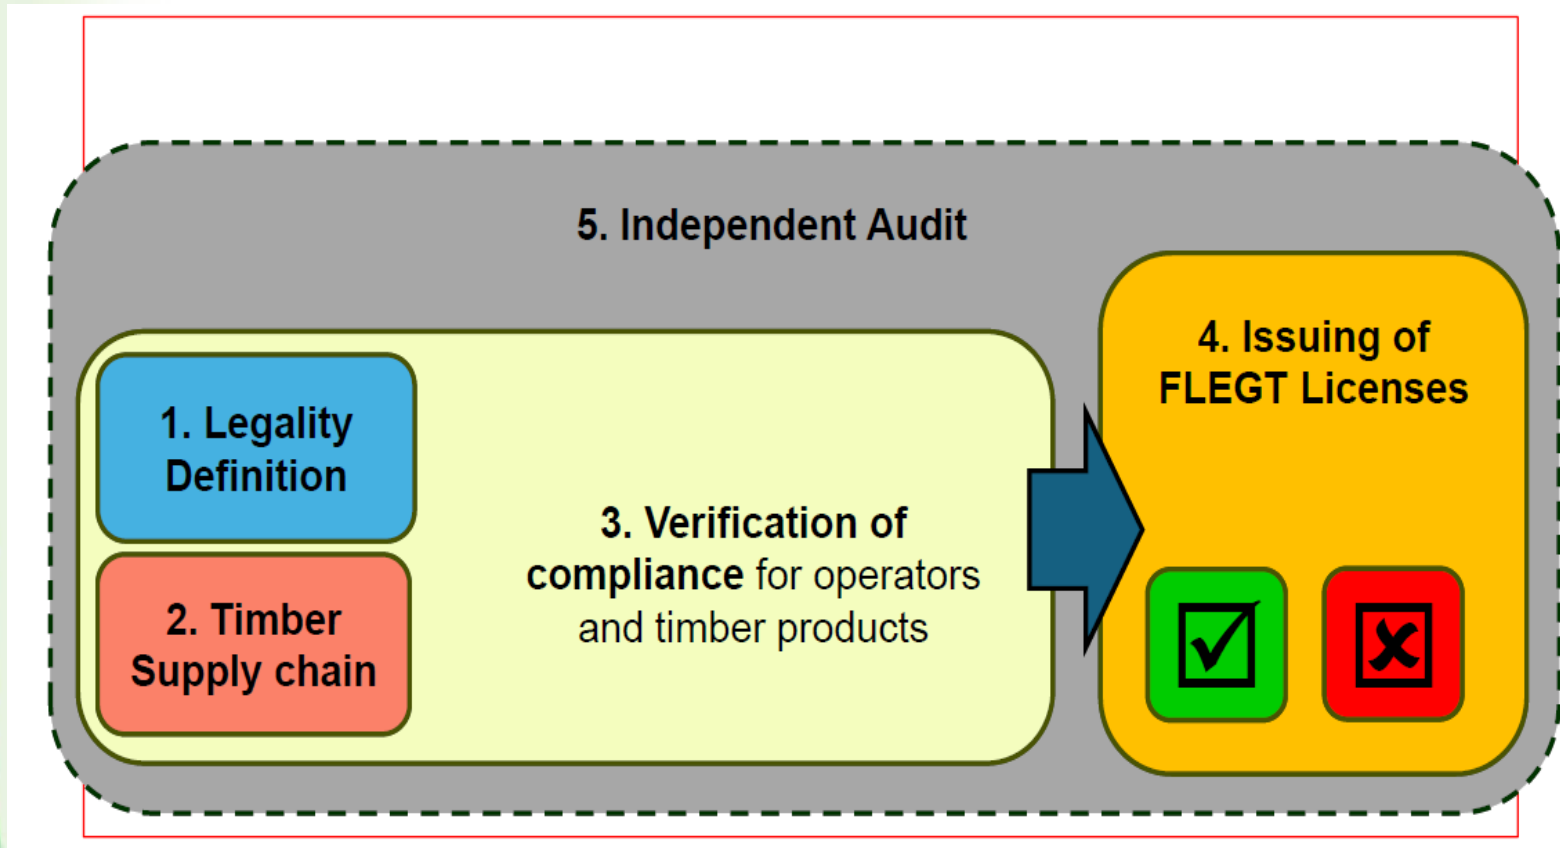 5. Independent Audit
1. Legality
Definition
2. Timber
Supply chain
3. Verification of
compliance for operators
and timber products
4. Issuing of
FLEGT Licenses